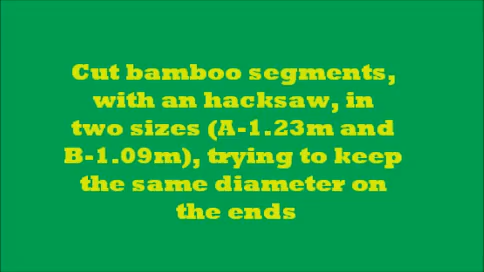 Cut bamboo segments,
with an hacksaw, in
two sizes (A-1.23m and
B-1.09m), trying to keep
the same diameter on
the ends